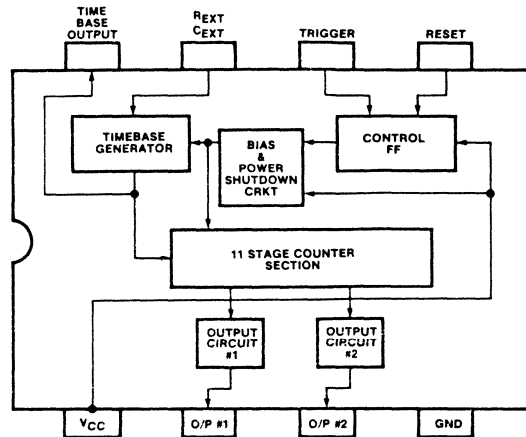 TIME
BASE
OUTPUT
REXT
CEXT
TRIGGER
RESET
TIMEBASE
GENERATOR
BIAS
&
POWER
SHUTDOWN
CRKT
CONTROL
FF
11 STAGE COUNTER
SECTION
OUTPUT
CIRCUIT
#1
OUTPUT
CIRCUIT
#2
VCC
O/P #1
O/P #2
GND